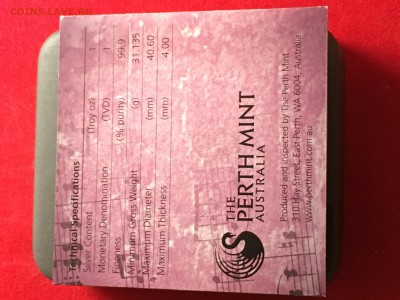 COINS.LAVE.RU
Technical Specifications
Silver Content (Troy oz) 1
Monetary Denomination (TVD) 1
Fineness (% purity) 99.9
Minimum Gross Weight (g) 31.135
Maximum Diameter (mm) 40.60
Maximum Thickness (mm) 4.00
THE
PERTH MINT
AUSTRALIA
Produced and inspected by The Perth Mint
310 Hay Street, East Perth, WA 6004, Australia
www.perthmint.com.au